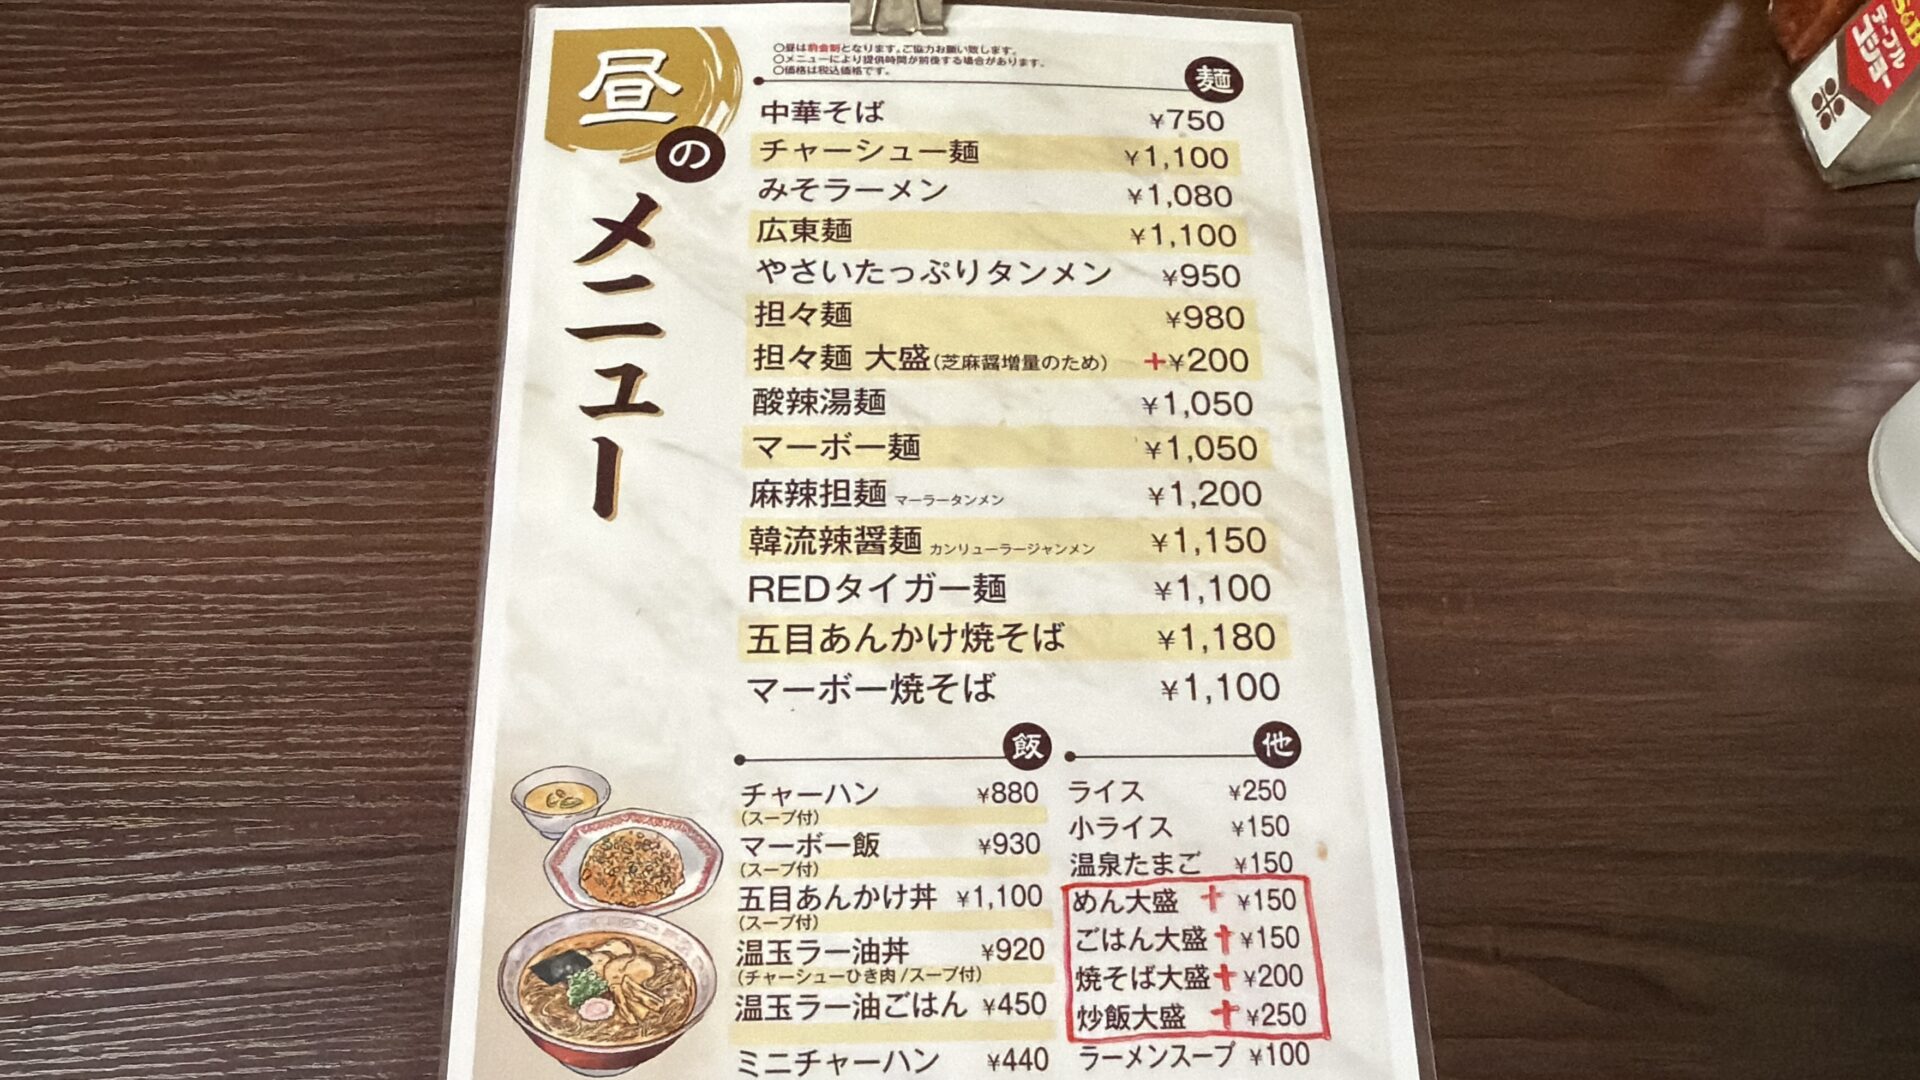 昼のメニュー
○昼は前会制となります。ご協力お願い致します。
○メニューにより提供時間が前後する場合があります。
○価格は税込価格です。
麺
中華そば ¥750
チャーシュー麺 ¥1,100
みそラーメン ¥1,080
広東麺 ¥1,100
やさいたっぷりタンメン ¥950
担々麺 ¥980
担々麺 大盛(芝麻醤増量のため) +¥200
酸辣湯麺 ¥1,050
マーボー麺 ¥1,050
麻辣担麺 マーラータンメン ¥1,200
韓流辣醤麺 カンリューラージャンメン ¥1,150
REDタイガー麺 ¥1,100
五目あんかけ焼そば ¥1,180
マーボー焼そば ¥1,100
飯
チャーハン ¥880
(スープ付)
マーボー飯 ¥930
(スープ付)
五目あんかけ丼 ¥1,100
(スープ付)
温玉ラー油丼 ¥920
(チャーシューひき肉/スープ付)
温玉ラー油ごはん ¥450
ミニチャーハン ¥440
他
ライス ¥250
小ライス ¥150
温泉たまご ¥150
めん大盛 + ¥150
ごはん大盛 + ¥150
焼そば大盛 + ¥200
炒飯大盛 + ¥250
ラーメンスープ ¥100
S&B
テーブル
コショー